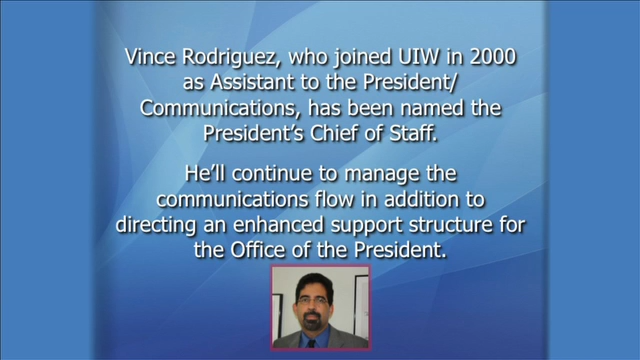 Vince Rodriguez, who joined UIW in 2000
as Assistant to the President/
Communications, has been named the
President's Chief of Staff.
He'll continue to manage the
communications flow in addition to
directing an enhanced support structure for
the Office of the President.